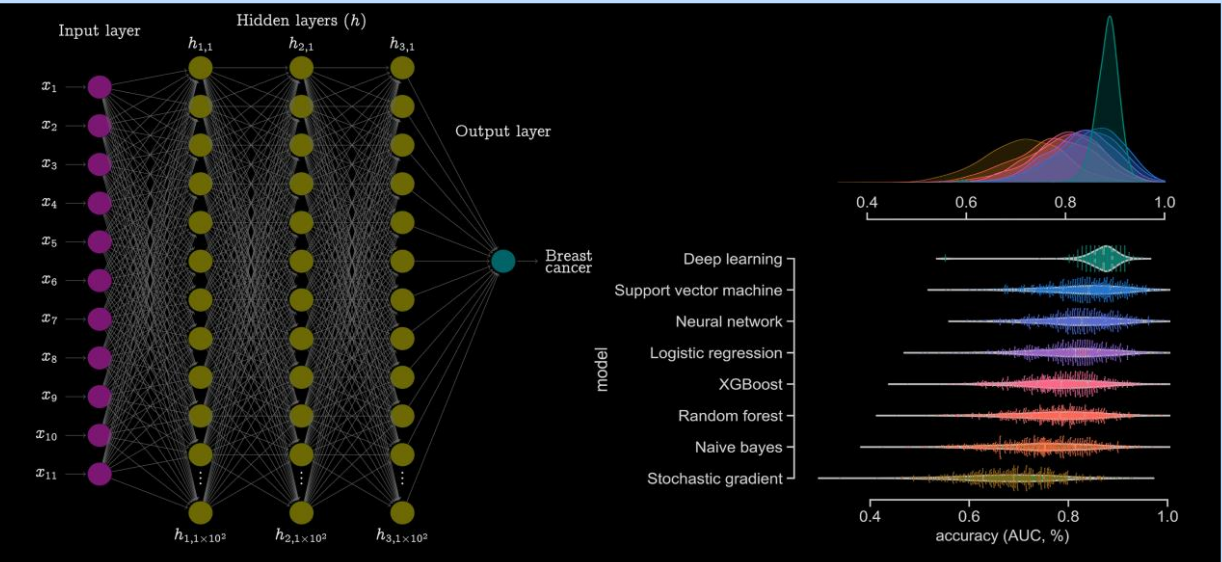 Input layer
Hidden layers (h)
h1,1
h2,1
h3,1
x1
x2
x3
x4
x5
x6
x7
x8
x9
x10
x11
Output layer
Breast
cancer
h1,1×10²
h2,1×10²
h3,1×10²
0.4 0.6 0.8 1.0
model
Deep learning
Support vector machine
Neural network
Logistic regression
XGBoost
Random forest
Naive bayes
Stochastic gradient
0.4 0.6 0.8 1.0
accuracy (AUC, %)